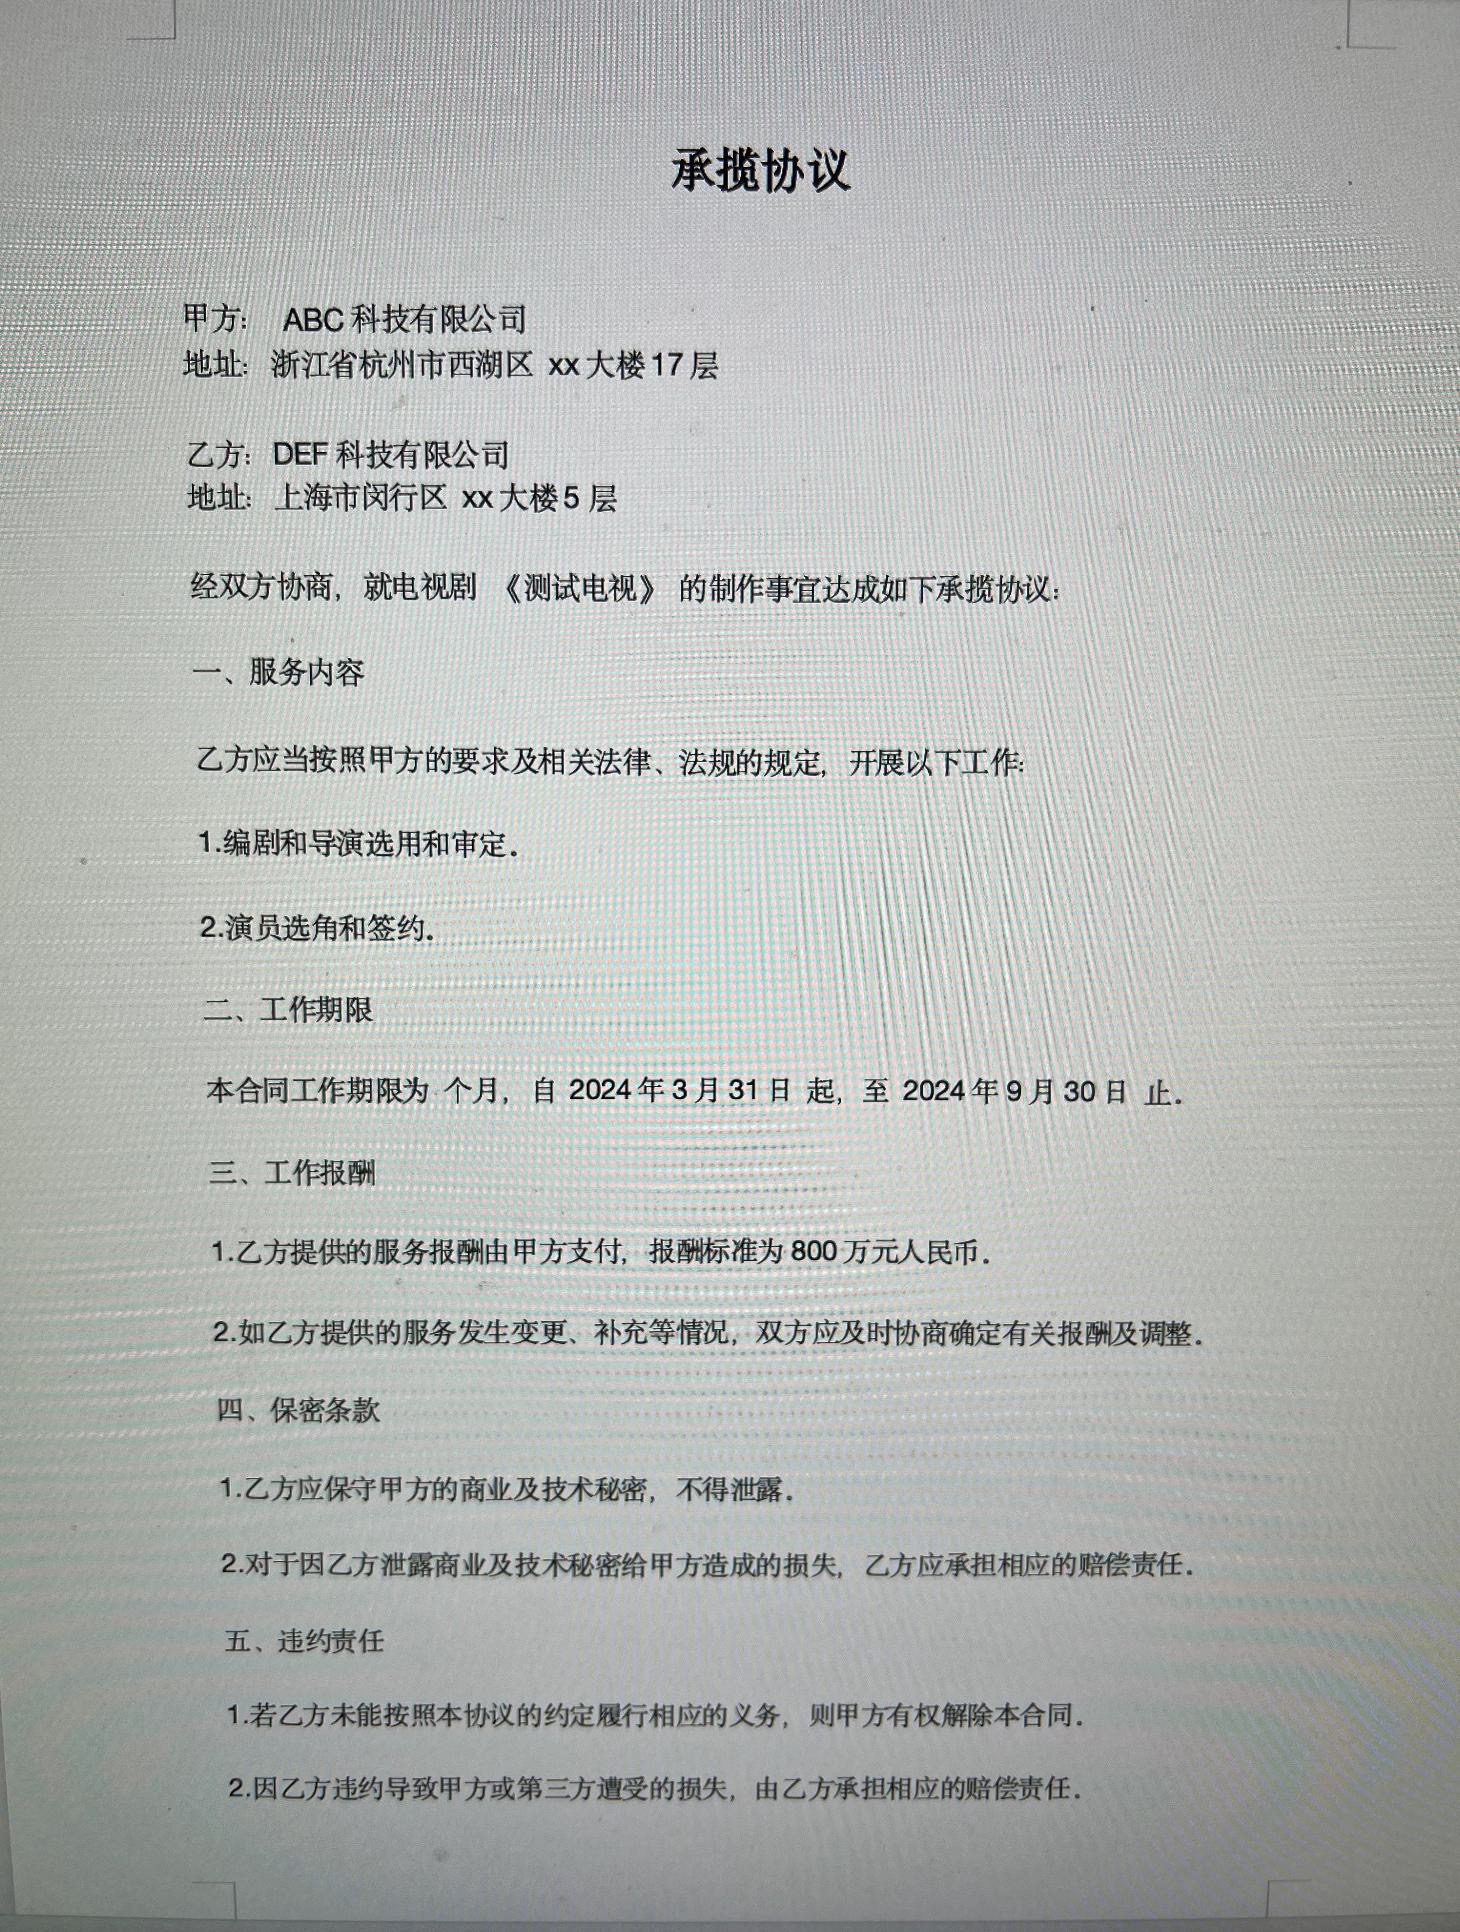 承揽协议
甲方： ABC 科技有限公司
地址：浙江省杭州市西湖区 xx 大楼 17 层
乙方：DEF 科技有限公司
地址：上海市闵行区 xx 大楼 5 层
经双方协商，就电视剧 《测试电视》 的制作事宜达成如下承揽协议：
一、服务内容
乙方应当按照甲方的要求及相关法律、法规的规定，开展以下工作：
1.编剧和导演选用和审定。
2.演员选角和签约。
二、工作期限
本合同工作期限为 个月，自 2024 年 3 月 31 日 起，至 2024 年 9 月 30 日 止。
三、工作报酬
1.乙方提供的服务报酬由甲方支付，报酬标准为 800 万元人民币。
2.如乙方提供的服务发生变更、补充等情况，双方应及时协商确定有关报酬及调整。
四、保密条款
1.乙方应保守甲方的商业及技术秘密，不得泄露。
2.对于因乙方泄露商业及技术秘密给甲方造成的损失，乙方应承担相应的赔偿责任。
五、违约责任
1.若乙方未能按照本协议的约定履行相应的义务，则甲方有权解除本合同。
2.因乙方违约导致甲方或第三方遭受的损失，由乙方承担相应的赔偿责任。